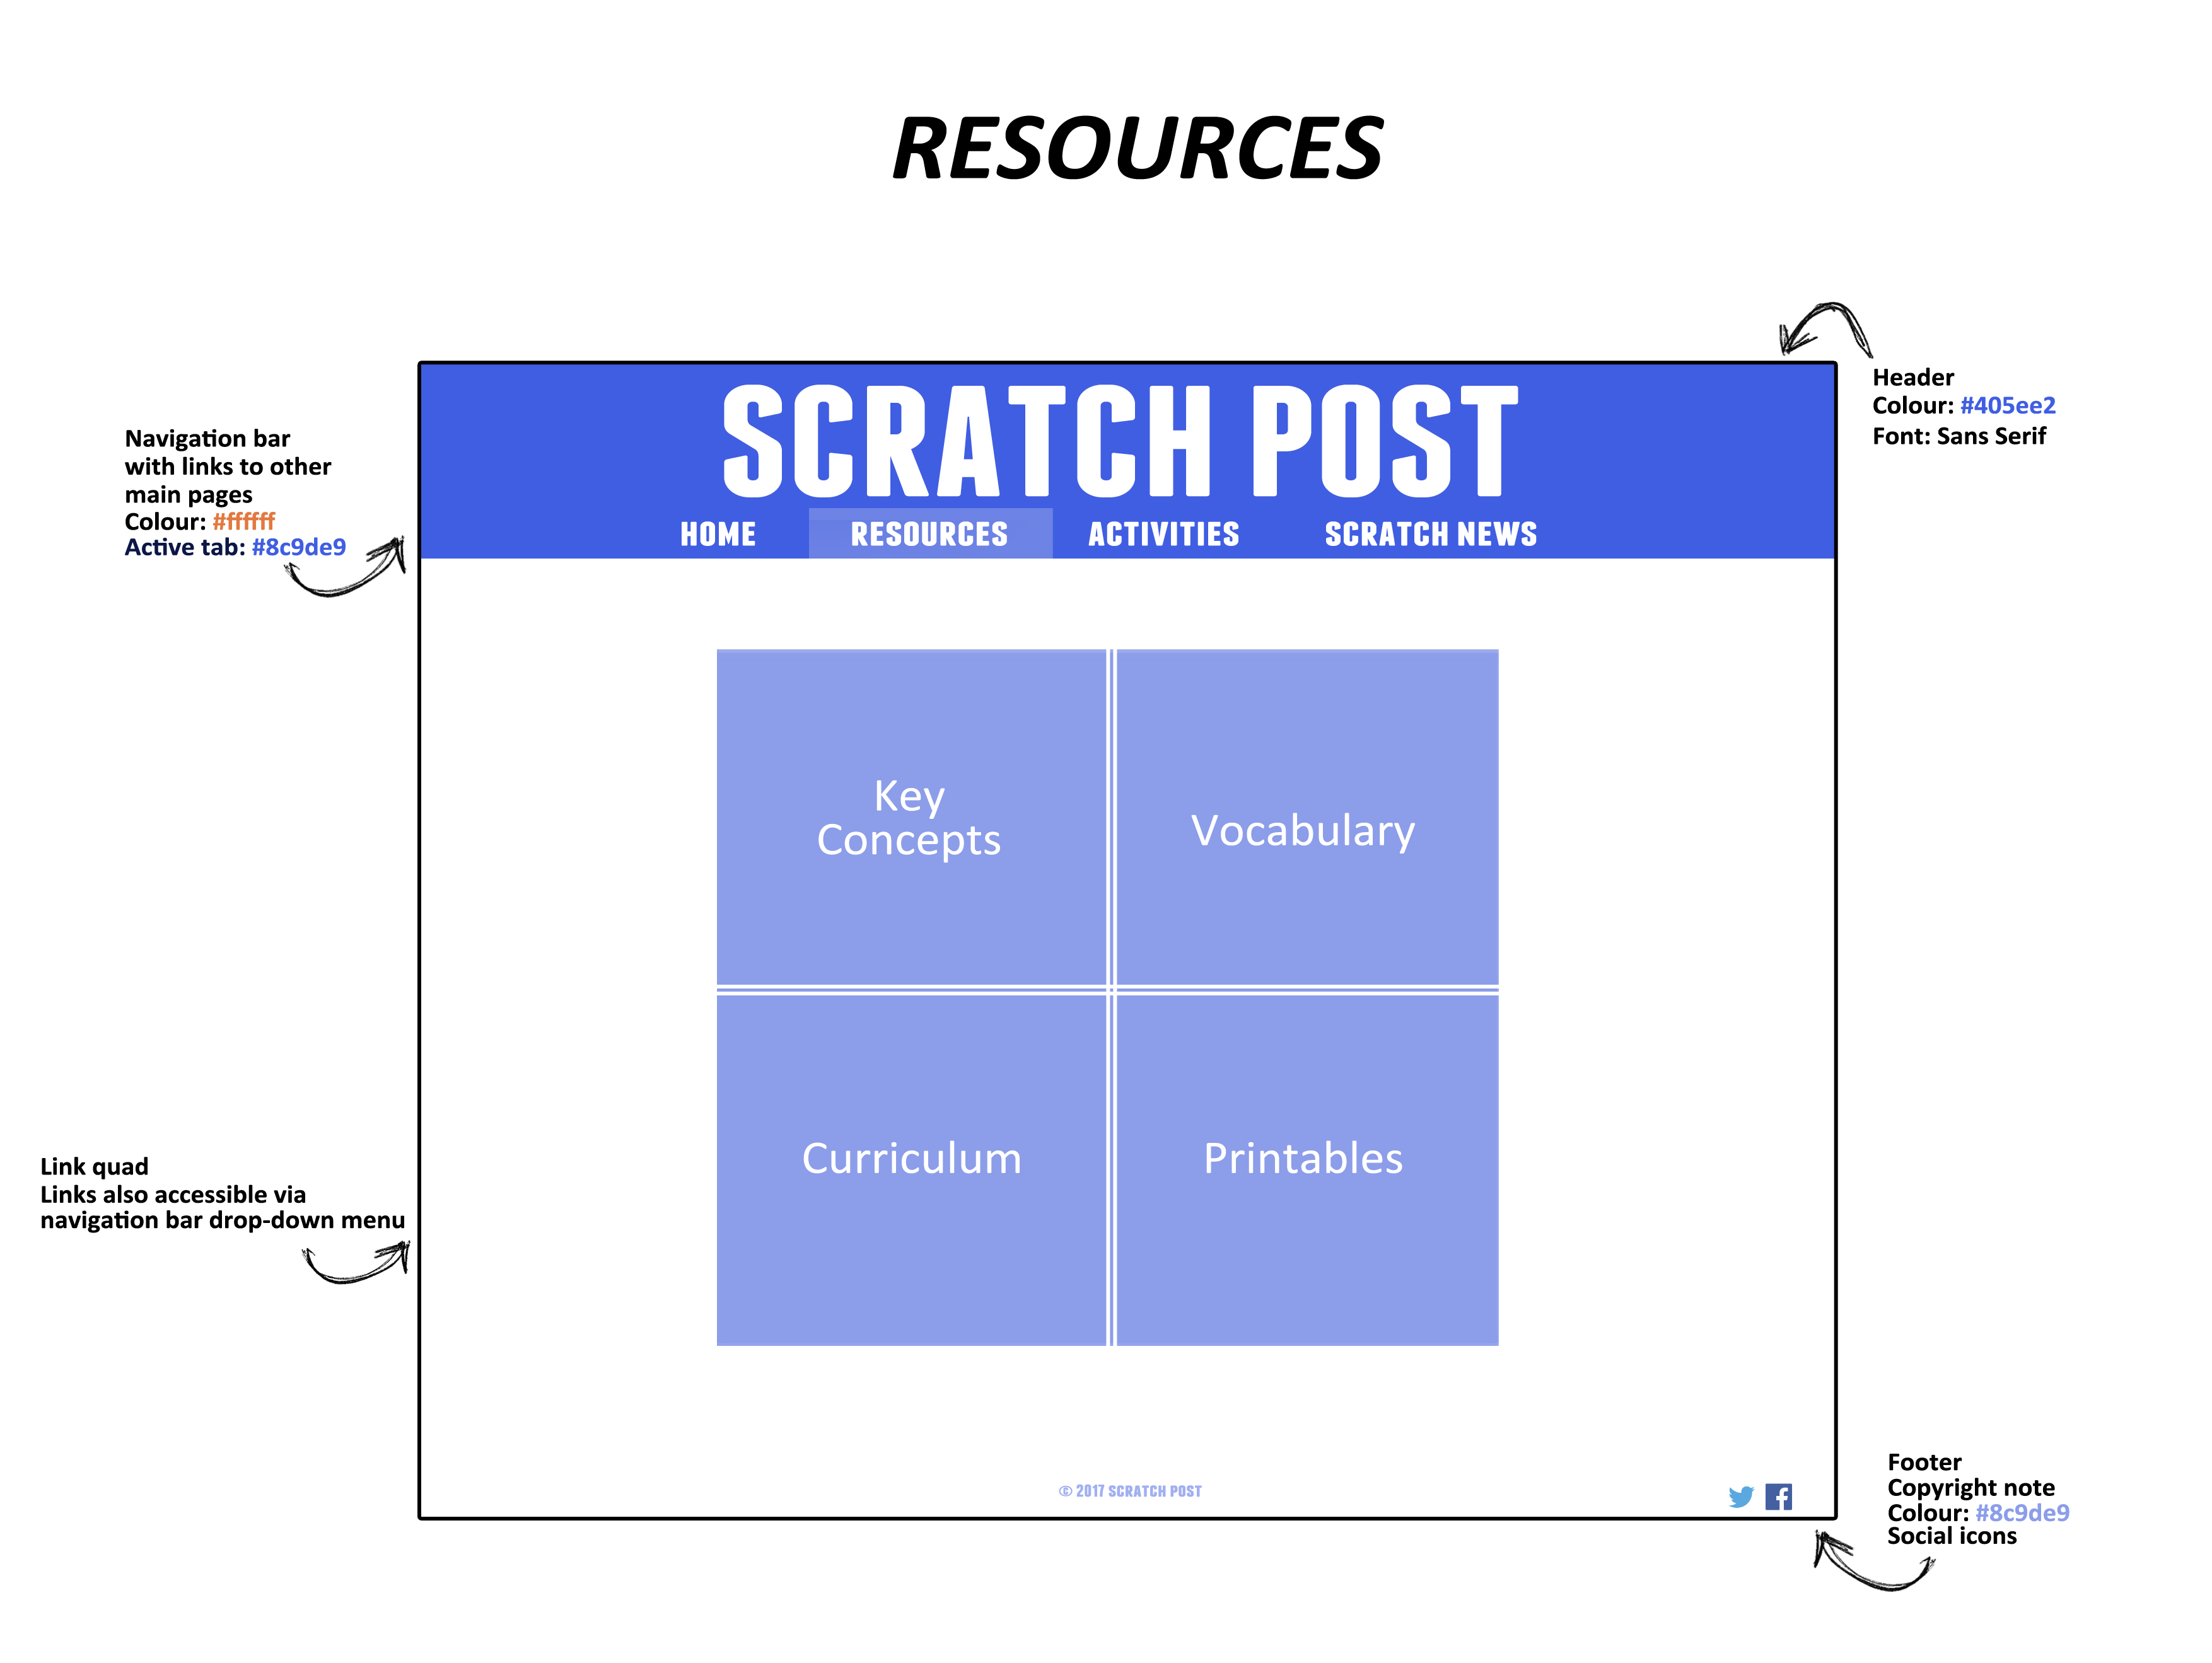 RESOURCES
Header
Colour: #405ee2
Font: Sans Serif
Navigation bar
with links to other
main pages
Colour: #ffffff
Active tab: #8c9de9
SCRATCH POST
HOME RESOURCES ACTIVITIES SCRATCH NEWS
Key
Concepts
Vocabulary
Curriculum
Printables
Link quad
Links also accessible via
navigation bar drop-down menu
© 2017 SCRATCH POST
Footer
Copyright note
Colour: #8c9de9
Social icons